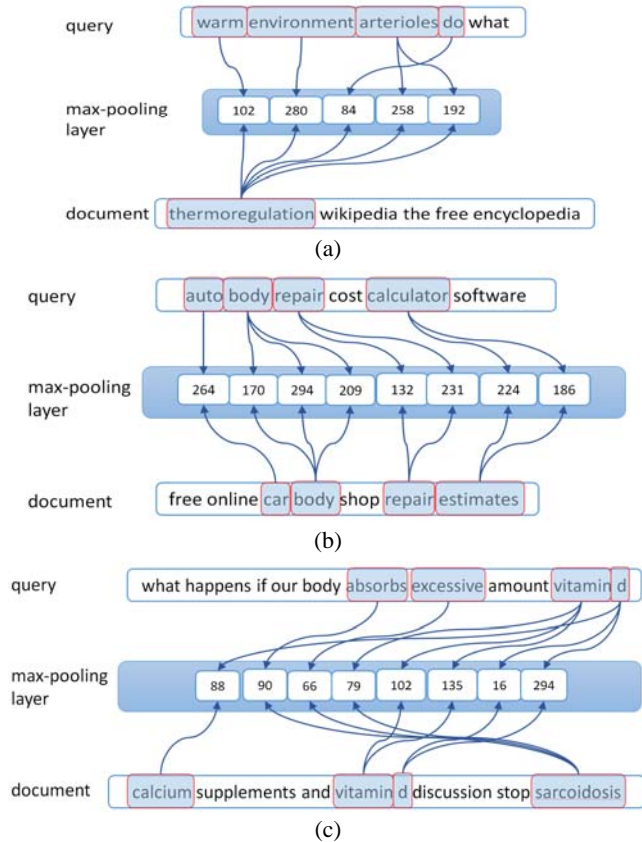 query warm environment arterioles do what
max-pooling
layer
102 280 84 258 192
document thermoregulation wikipedia the free encyclopedia
(a)
query auto body repair cost calculator software
max-pooling
layer
264 170 294 209 132 231 224 186
document free online car body shop repair estimates
(b)
query what happens if our body absorbs excessive amount vitamin d
max-pooling
layer
88 90 66 79 102 135 16 294
document calcium supplements and vitamin d discussion stop sarcoidosis
(c)